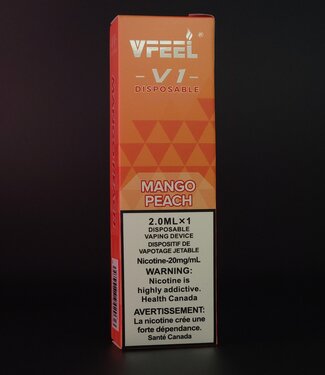 VFEEL®
V1
DISPOSABLE
MANGO
PEACH
2.0ML×1
DISPOSABLE
VAPING DEVICE
DISPOSITIF DE
VAPOTAGE JETABLE
Nicotine-20mg/mL
WARNING:
Nicotine is
highly addictive.
Health Canada
AVERTISSEMENT:
La nicotine crée une
forte dépendance.
Santé Canada